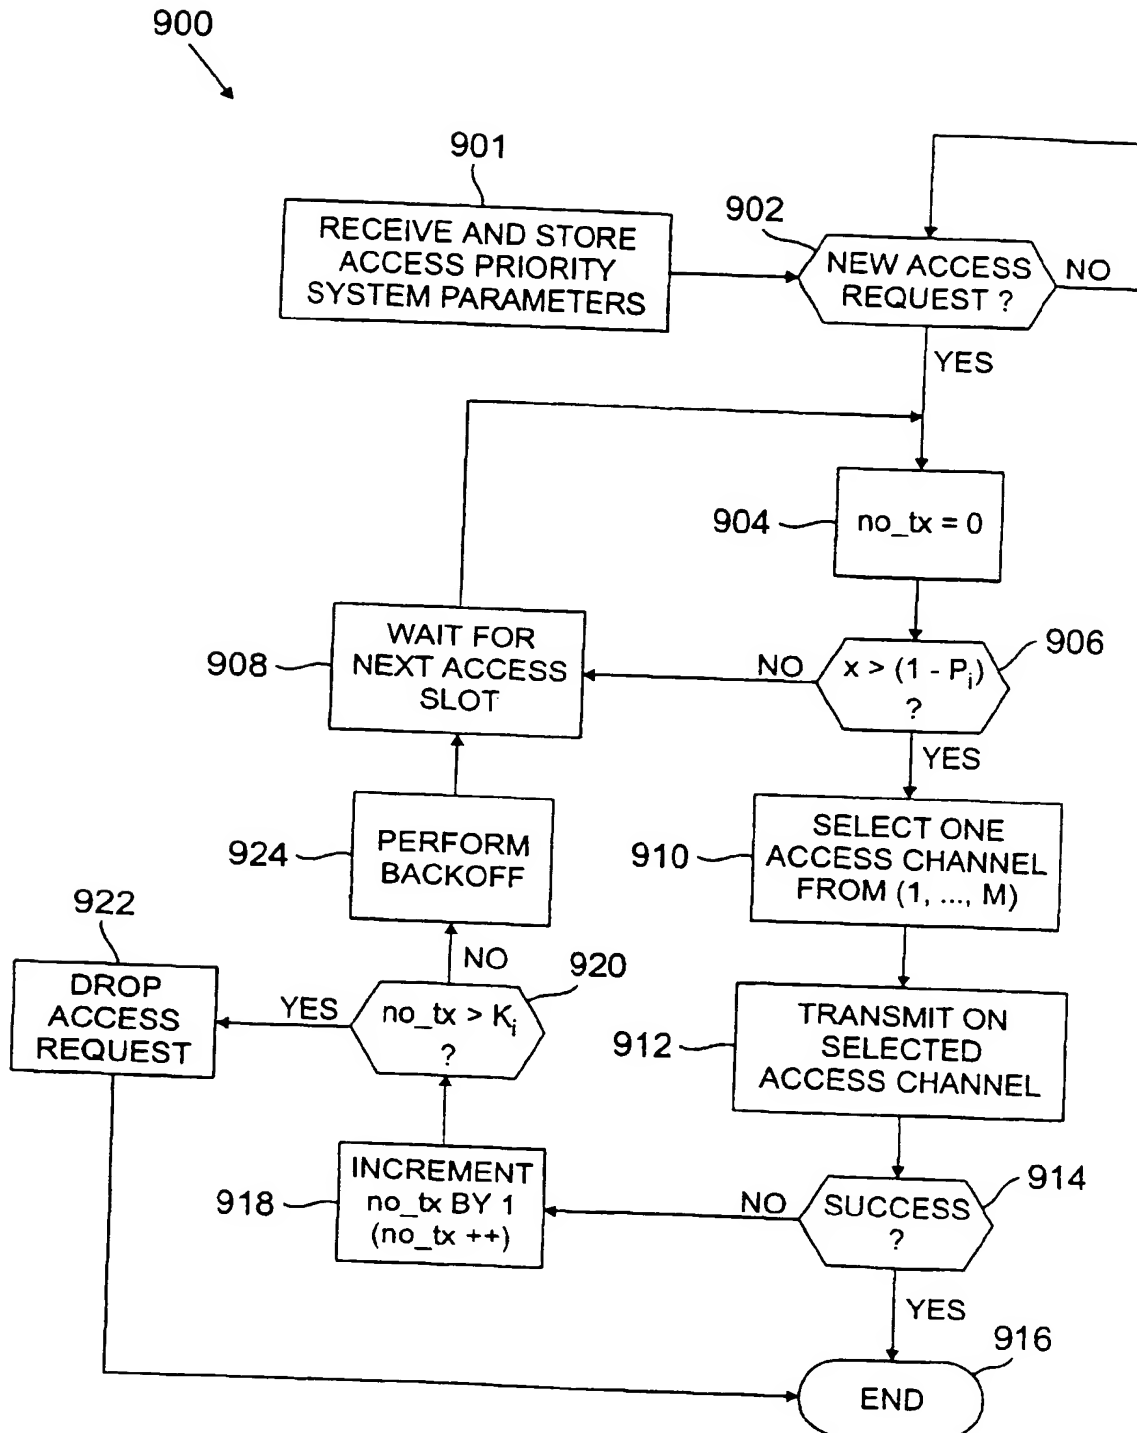 900
901
RECEIVE AND STORE
ACCESS PRIORITY
SYSTEM PARAMETERS
902
NEW ACCESS
REQUEST ?
NO
YES
904
no_tx = 0
908
WAIT FOR
NEXT ACCESS
SLOT
NO
x > (1 - Pi)
?
906
YES
924
PERFORM
BACKOFF
910
SELECT ONE
ACCESS CHANNEL
FROM (1, ..., M)
922
DROP
ACCESS
REQUEST
YES
NO
no_tx > Ki
?
920
912
TRANSMIT ON
SELECTED
ACCESS CHANNEL
918
INCREMENT
no_tx BY 1
(no_tx ++)
NO
SUCCESS
?
914
YES
916
END